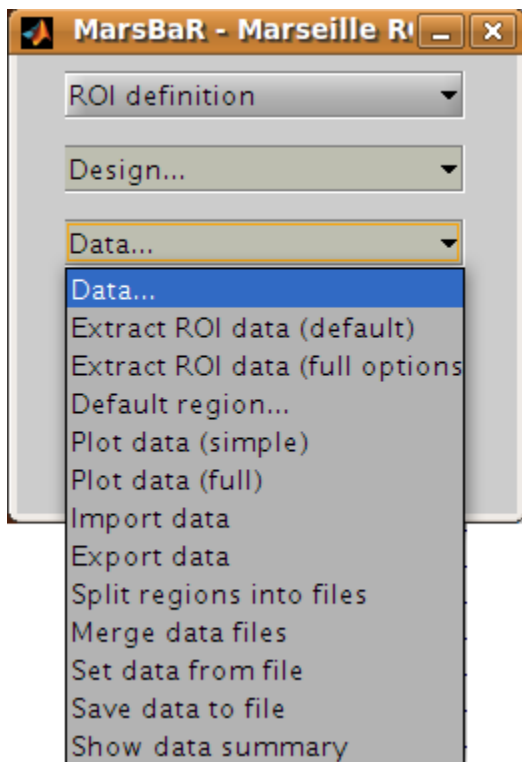 MarsBaR - Marseille R
ROI definition
Design...
Data...
Data...
Extract ROI data (default)
Extract ROI data (full options
Default region...
Plot data (simple)
Plot data (full)
Import data
Export data
Split regions into files
Merge data files
Set data from file
Save data to file
Show data summary